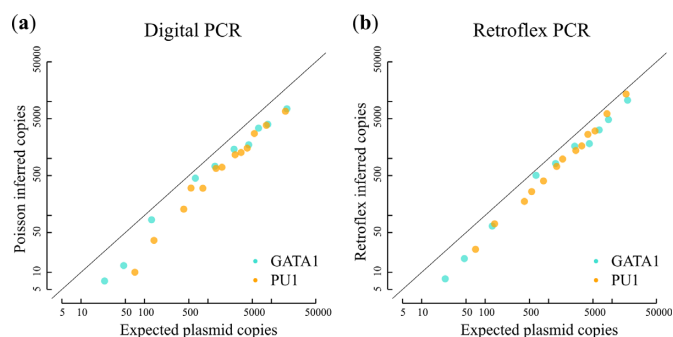 (a) Digital PCR
Poisson inferred copies
50000
5000
500
50
10
5
GATA1
PU1
5 10 50 100 500 5000 50000
Expected plasmid copies
(b) Retroflex PCR
Retroflex inferred copies
50000
5000
500
50
10
5
GATA1
PU1
5 10 50 100 500 5000 50000
Expected plasmid copies